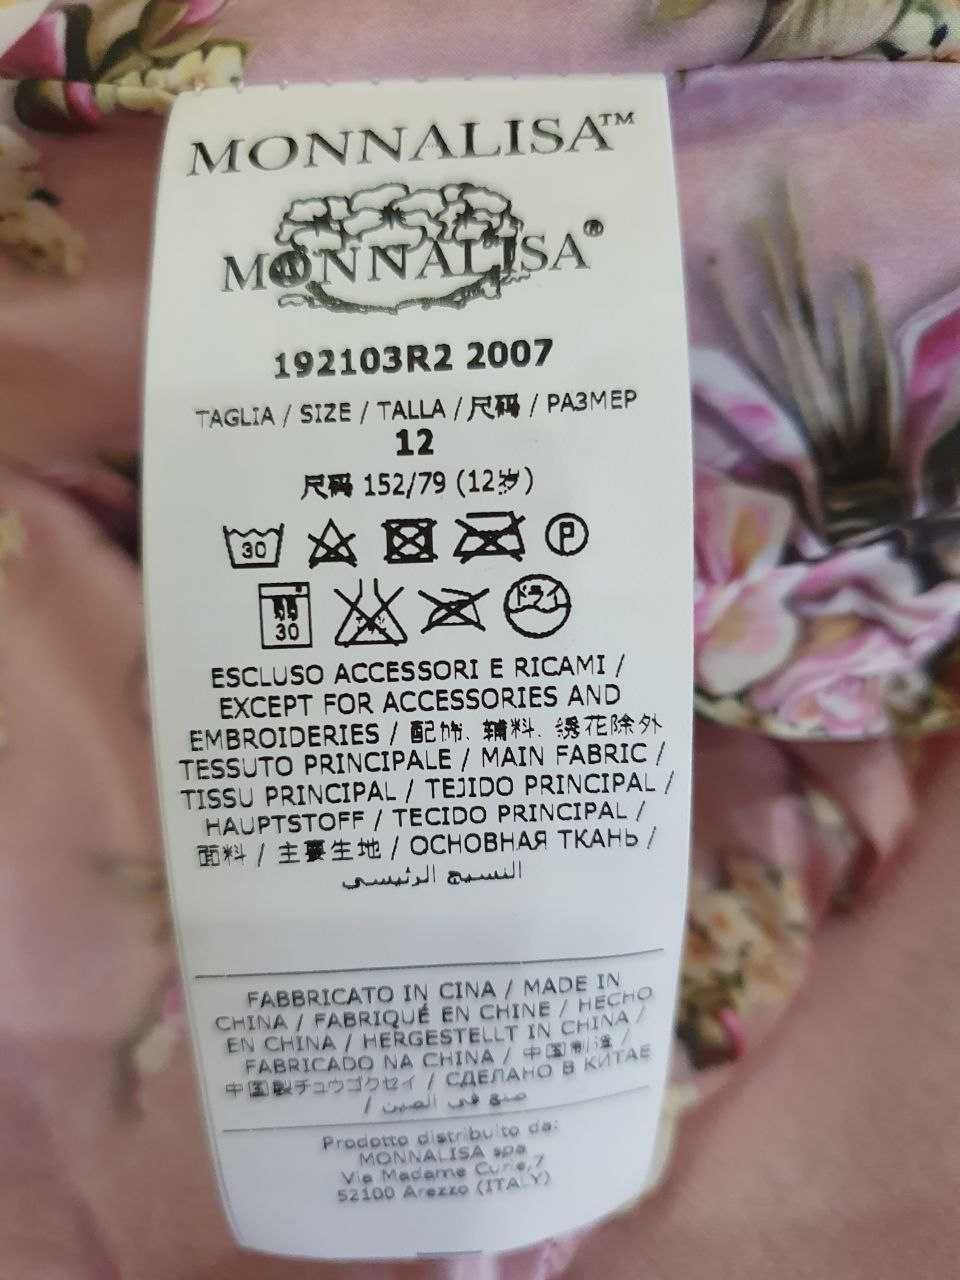 MONNALISA™
MONNALISA®
192103R2 2007
TAGLIA / SIZE / TALLA / 尺码 / РАЗМЕР
12
尺码 152/79 (12岁)
30
P
30
ドライ
ESCLUSO ACCESSORI E RICAMI /
EXCEPT FOR ACCESSORIES AND
EMBROIDERIES / 配饰、辅料、绣花除外
TESSUTO PRINCIPALE / MAIN FABRIC /
TISSU PRINCIPAL / TEJIDO PRINCIPAL /
HAUPTSTOFF / TECIDO PRINCIPAL /
面料 / 主要生地 / ОСНОВНАЯ ТКАНЬ /
النسيج الرئيسي
FABBRICATO IN CINA / MADE IN
CHINA / FABRIQUÉ EN CHINE / HECHO
EN CHINA / HERGESTELLT IN CHINA /
FABRICADO NA CHINA / 中国制造 /
中国製チュウゴクセイ / СДЕЛАНО В КИТАЕ
/ صنع في الصين
Prodotto distribuito da:
MONNALISA spa
Via Madame Curie,7
52100 Arezzo (ITALY)